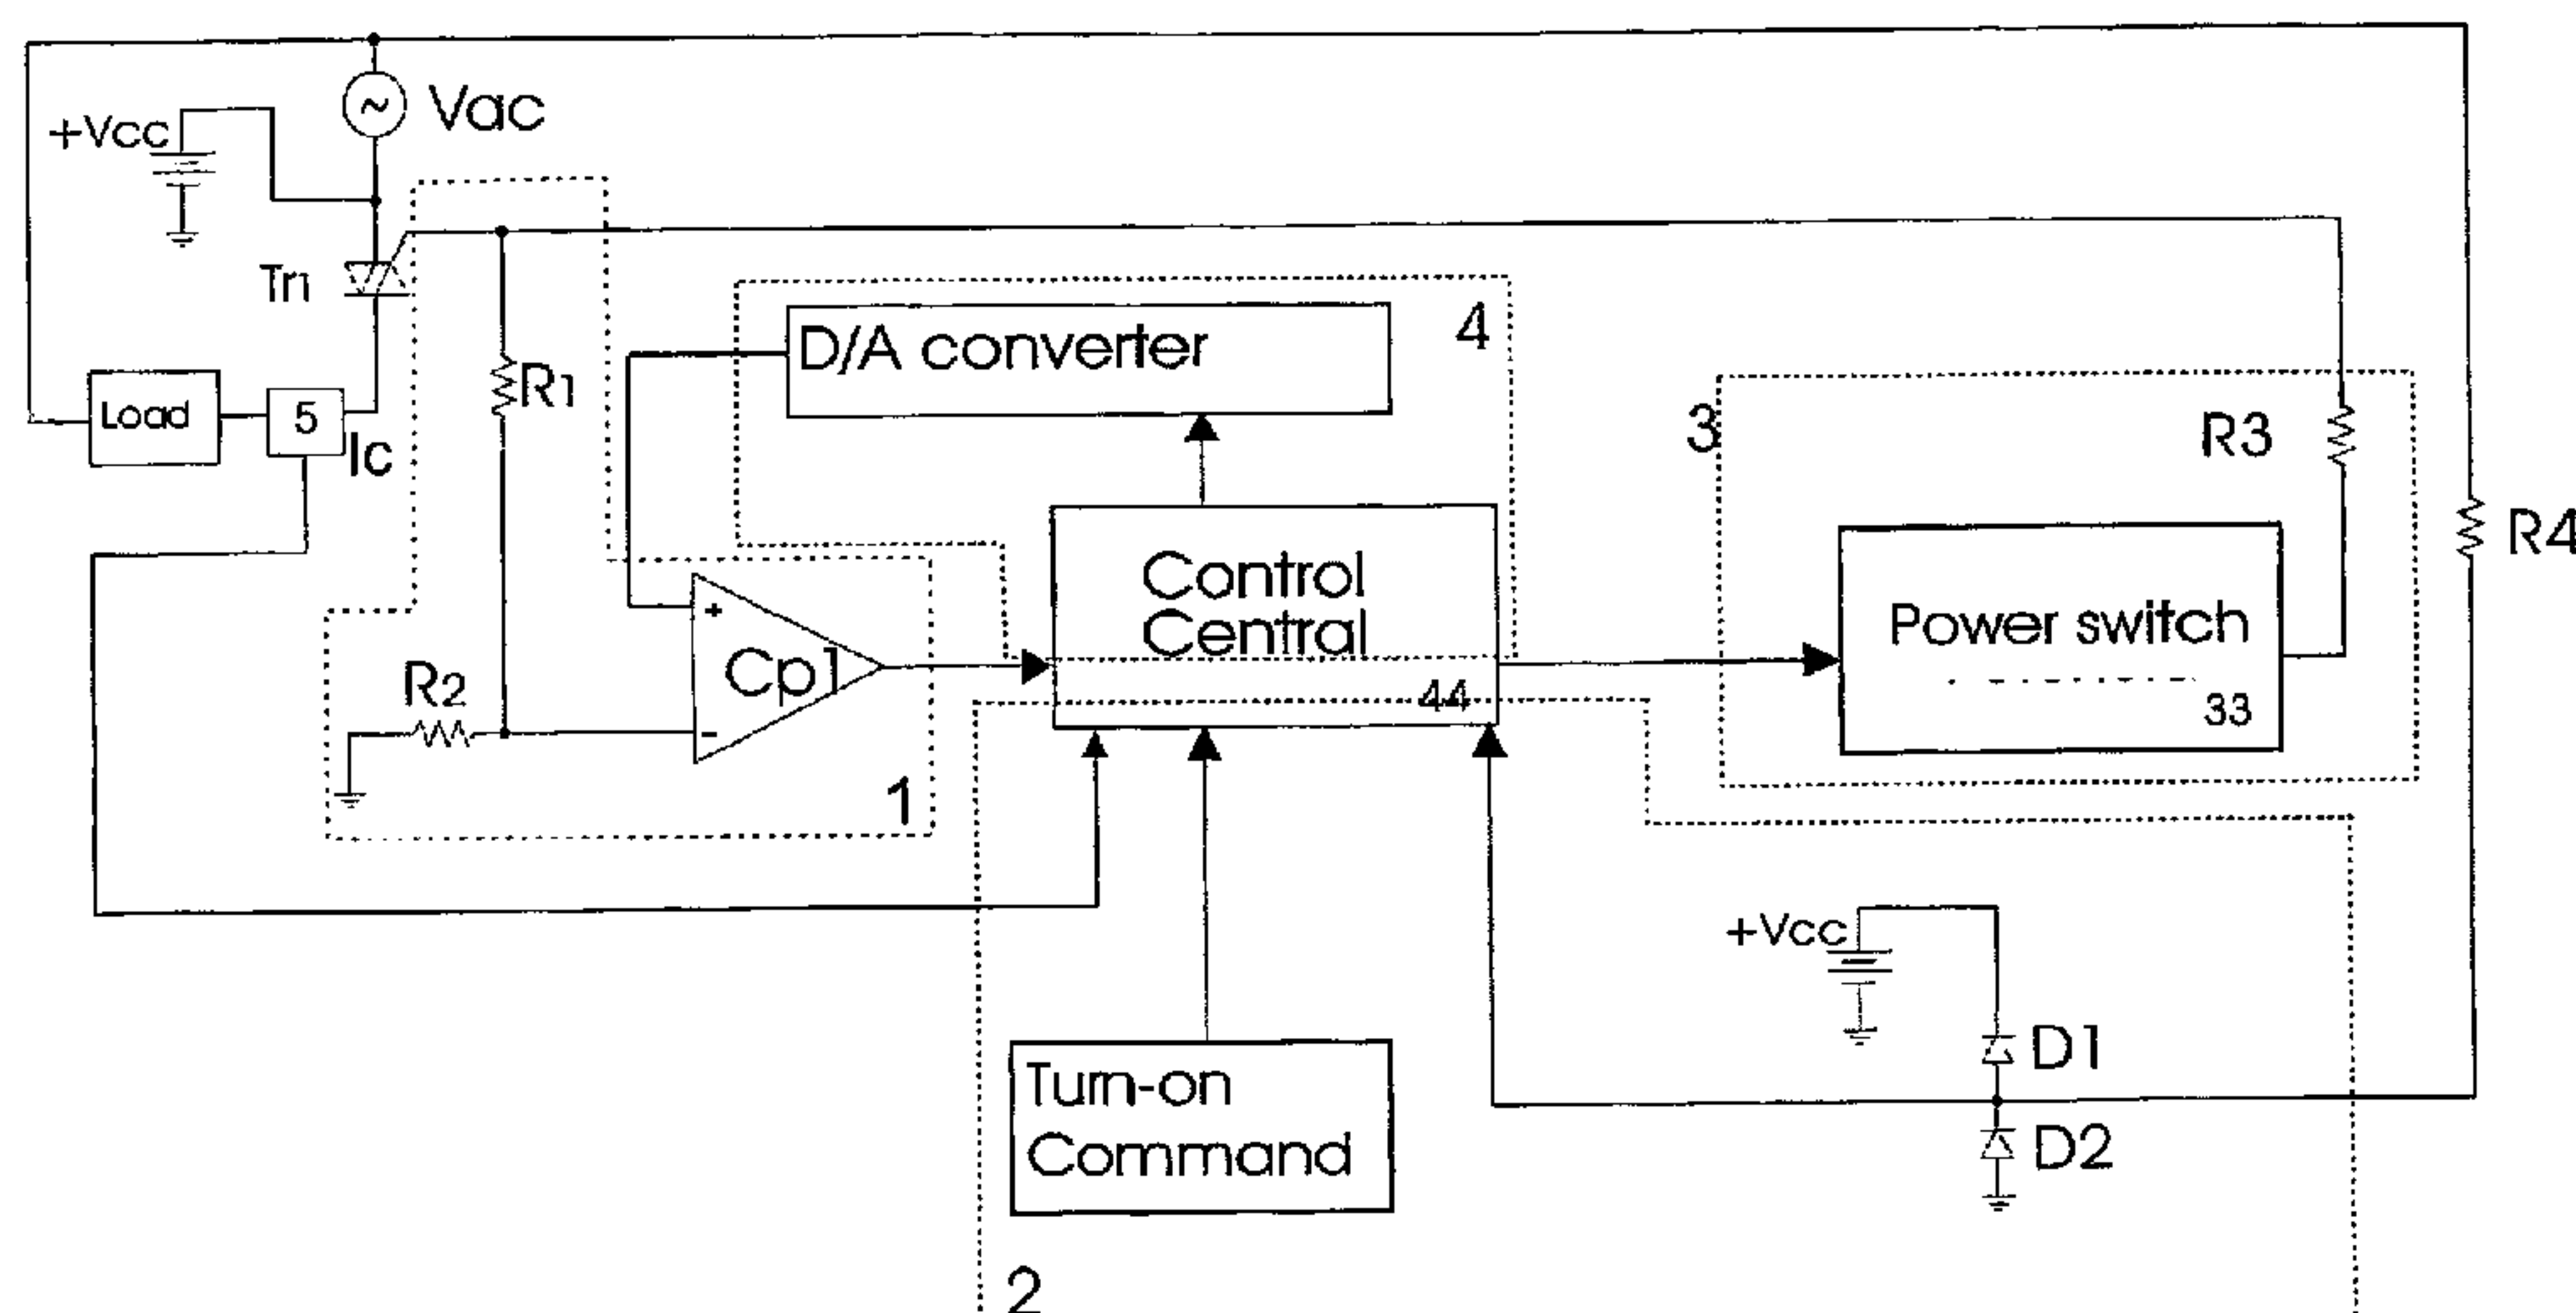 Vac
+Vcc
Tr1
4
D/A converter
R1
Load
5
Ic
3
R3
R4
Control
Central
+
Cp1
-
R2
44
Power switch
33
1
+Vcc
D1
Turn-on
Command
D2
2